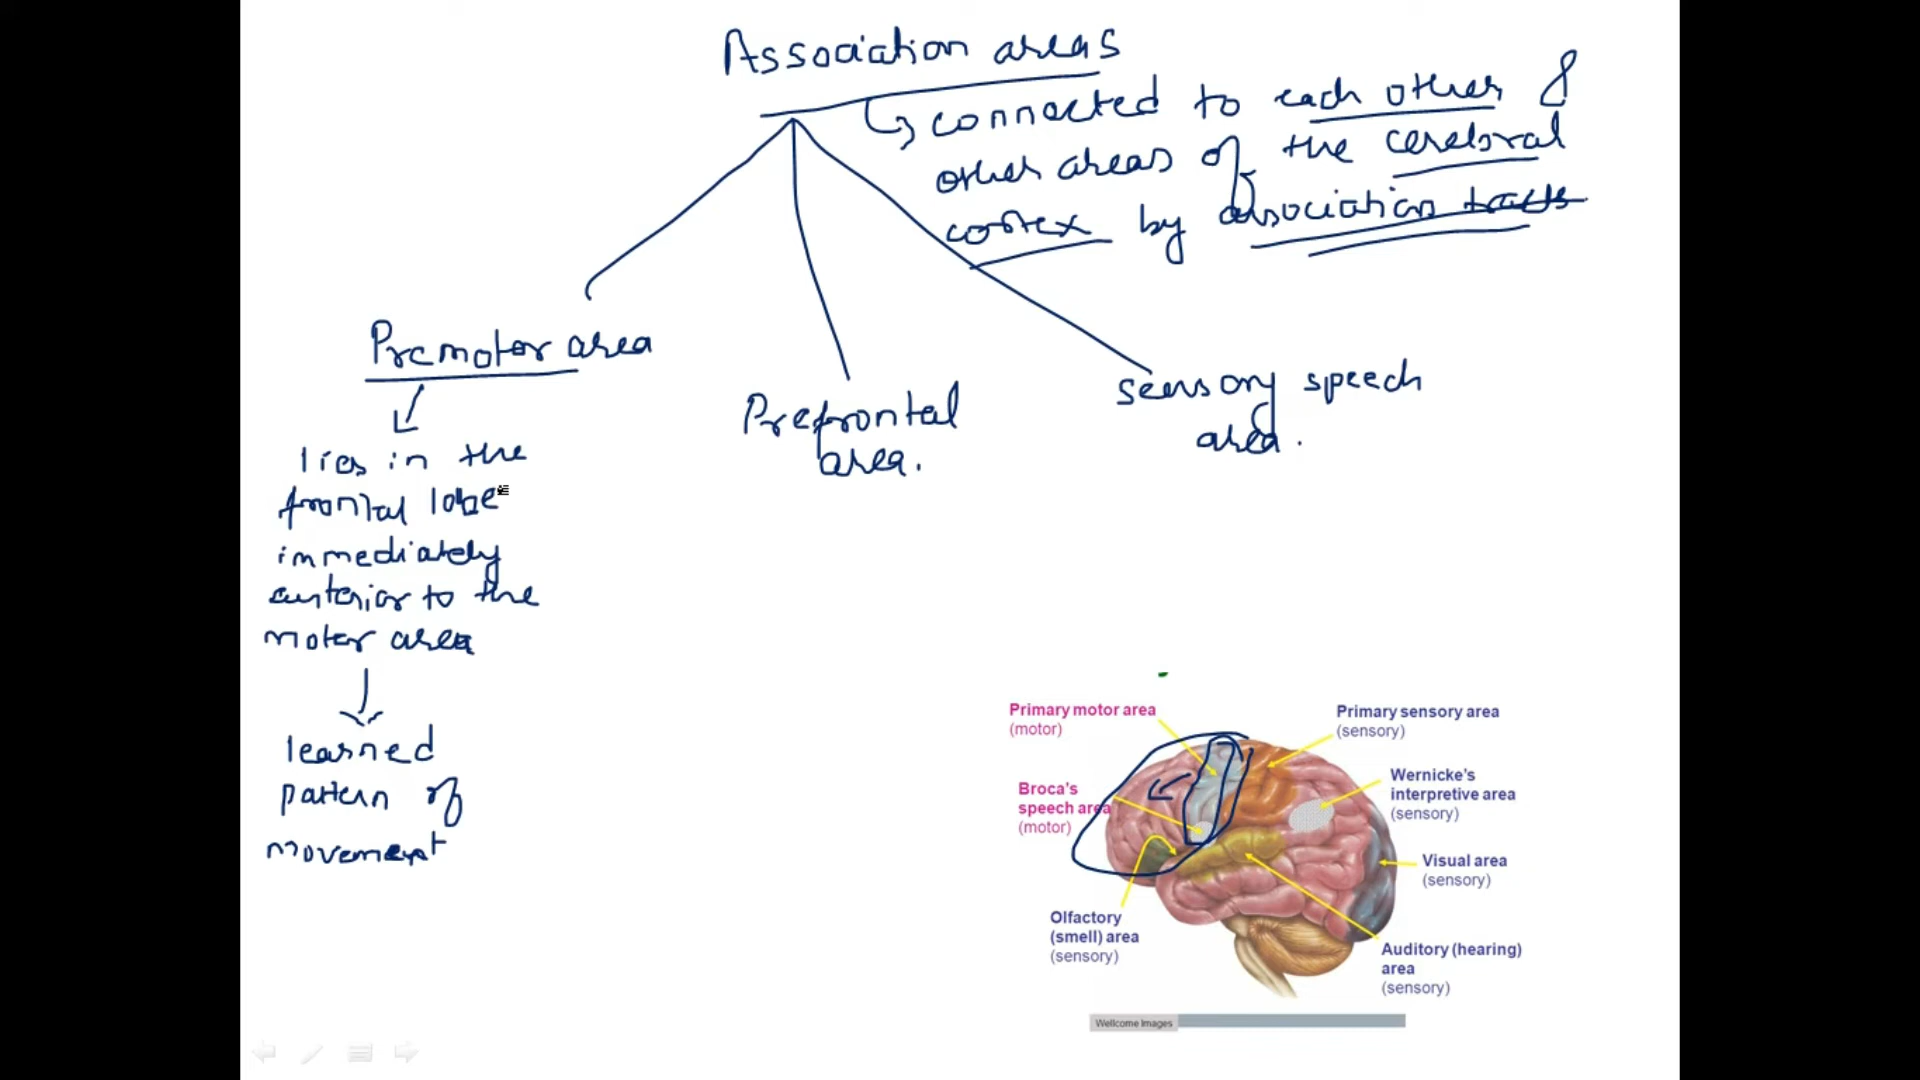 Association areas
connected to each other &
other areas of the cerebral
cortex by association tracts
Premotor area
lies in the
frontal lobe
immediately
anterior to the
motor area
learned
pattern of
movement
Prefrontal
area.
sensory speech
area.
Primary motor area
(motor)
Broca's
speech area
(motor)
Olfactory
(smell) area
(sensory)
Primary sensory area
(sensory)
Wernicke's
interpretive area
(sensory)
Visual area
(sensory)
Auditory (hearing)
area
(sensory)
Wellcome Images